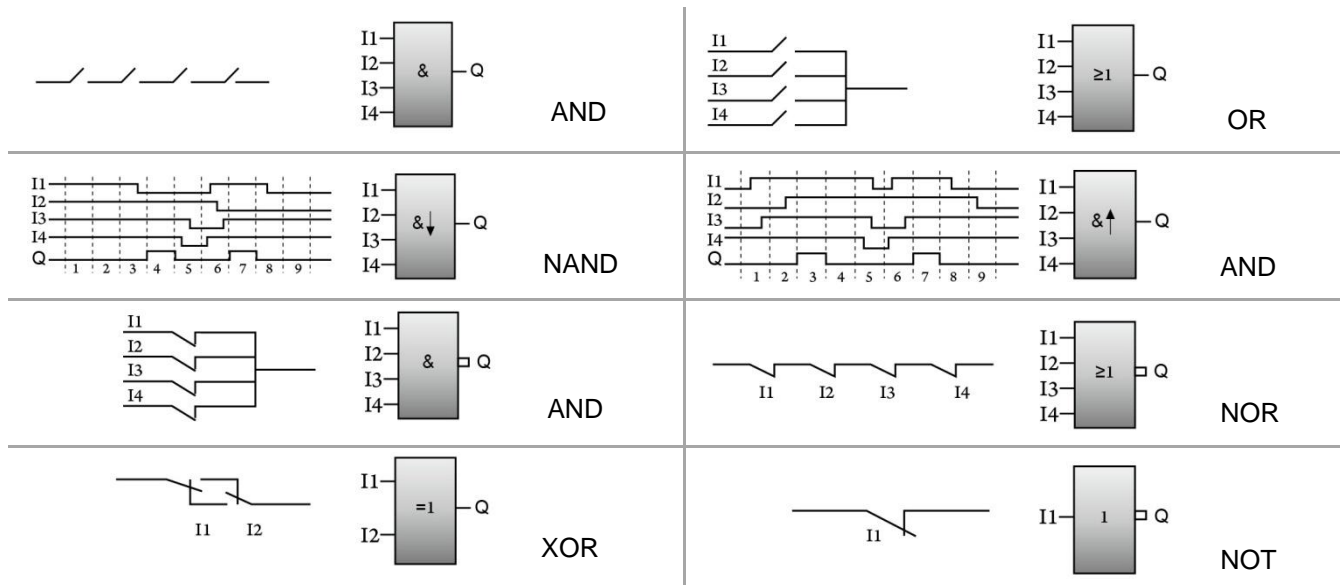 I1
I2
I3
I4
&
Q
AND
I1
I2
I3
I4
I1
I2
I3
I4
≥1
Q
OR
I1
I2
I3
I4
Q
1 2 3 4 5 6 7 8 9
I1
I2
I3
I4
&↓
Q
NAND
I1
I2
I3
I4
Q
1 2 3 4 5 6 7 8 9
I1
I2
I3
I4
&↑
Q
AND
I1
I2
I3
I4
I1
I2
I3
I4
&
Q
AND
I1 I2 I3 I4
I1
I2
I3
I4
≥1
Q
NOR
I1 I2
I1
I2
=1
Q
XOR
I1
I1
1
Q
NOT